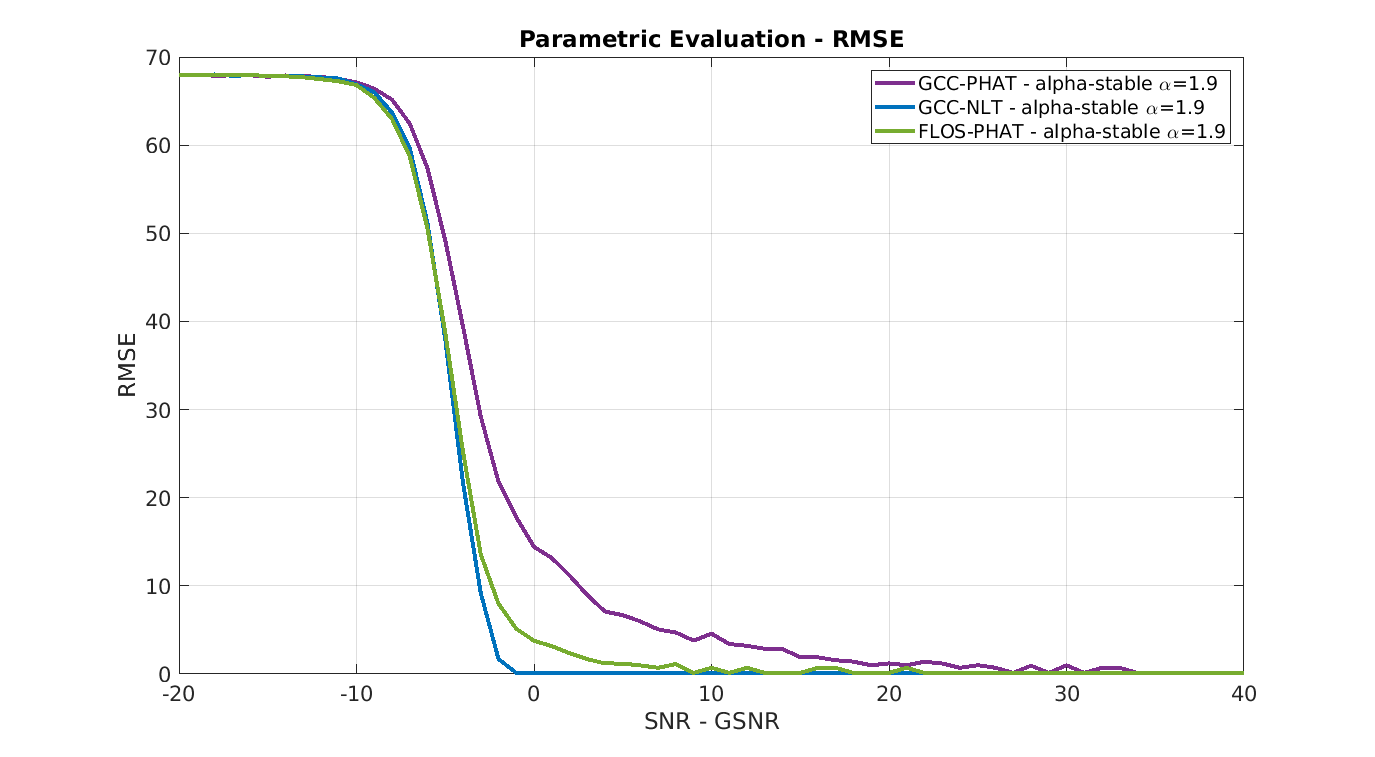 Parametric Evaluation - RMSE
70
60
50
40
30
20
10
0
RMSE
GCC-PHAT - alpha-stable α=1.9
GCC-NLT - alpha-stable α=1.9
FLOS-PHAT - alpha-stable α=1.9
-20 -10 0 10 20 30 40
SNR - GSNR